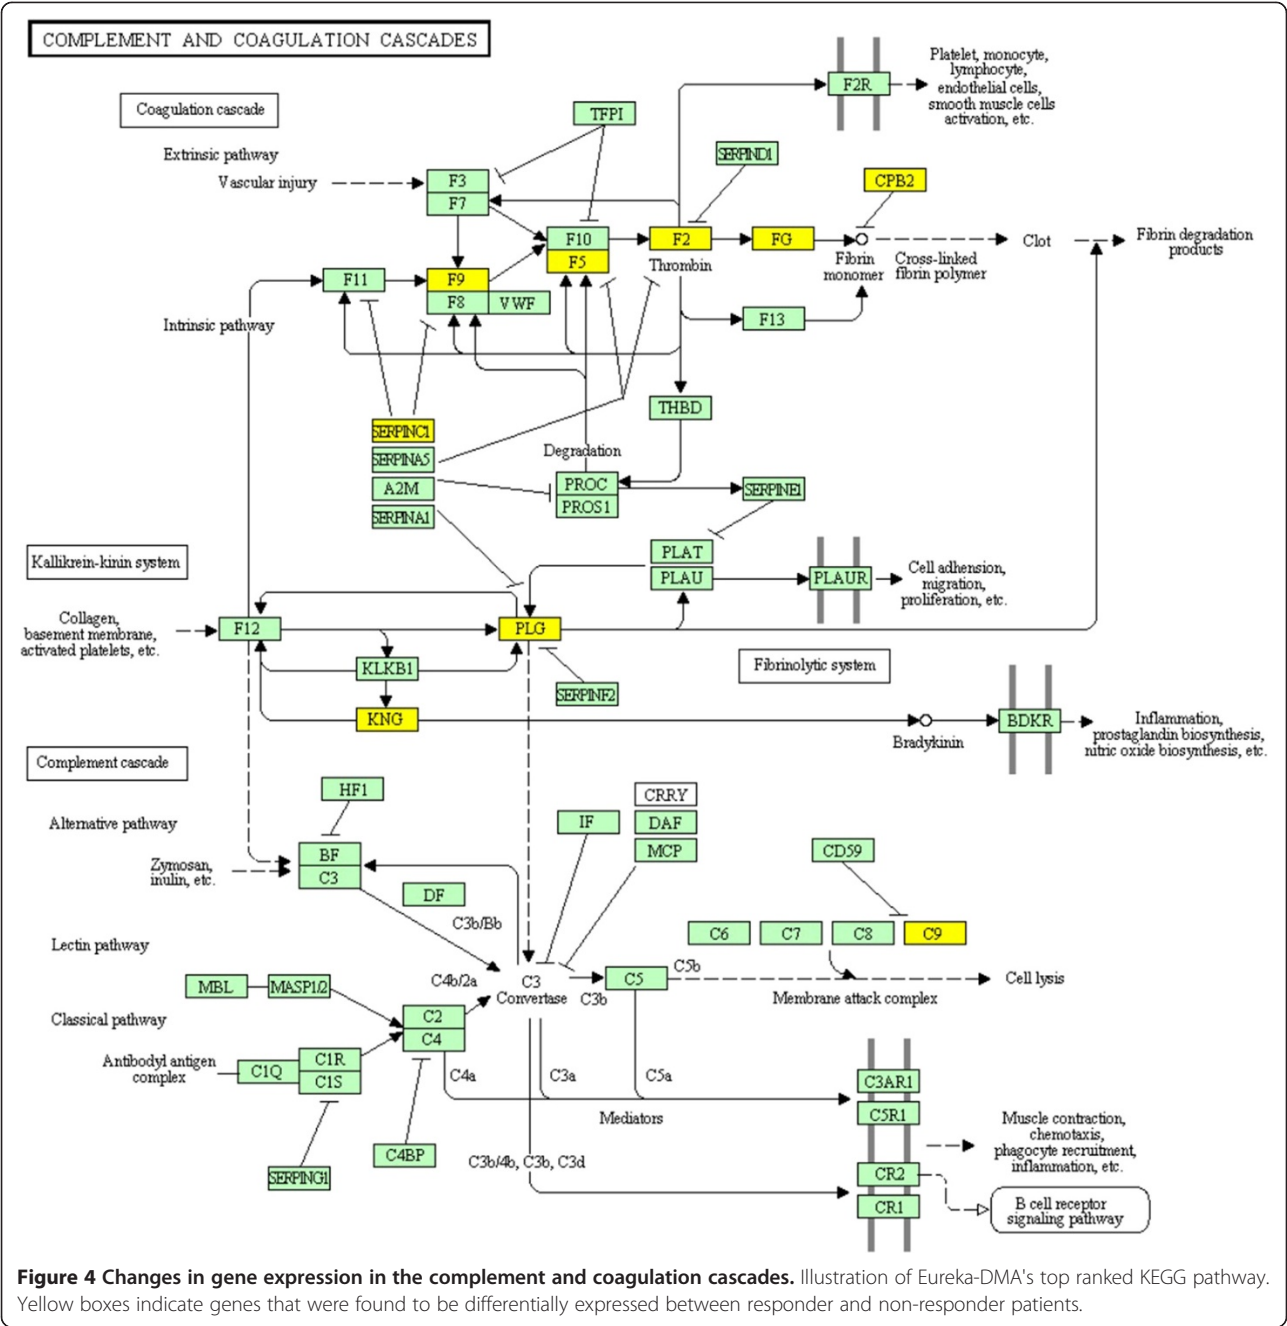 COMPLEMENT AND COAGULATION CASCADES
Platelet, monocyte,
lymphocyte,
endothelial cells,
smooth muscle cells
activation, etc.
F2R
Coagulation cascade
TFPI
Extrinsic pathway
SERPIND1
Vascular injury
F3
F7
CPB2
F10
F5
F2
Thrombin
FG
Fibrin
monomer
Cross-linked
fibrin polymer
Clot
Fibrin degradation
products
F11
F9
F8
VWF
F13
Intrinsic pathway
THBD
SERPINC1
SERPINA5
A2M
SERPINA1
Degradation
PROC
PROS1
SERPINE1
PLAT
PLAU
PLAUR
Cell adhension,
migration,
proliferation, etc.
Kallikrein-kinin system
Collagen,
basement membrane,
activated platelets, etc.
F12
PLG
KLKB1
SERPINF2
Fibrinolytic system
KNG
Bradykinin
BDKR
Inflammation,
prostaglandin biosynthesis,
nitric oxide biosynthesis, etc.
Complement cascade
HF1
CRRY
IF
DAF
MCP
CD59
Alternative pathway
Zymosan,
inulin, etc.
BF
C3
DF
C3b/Bb
C6
C7
C8
C9
Lectin pathway
C4b/2a
C3
Convertase
C3b
C5
C5b
Membrane attack complex
Cell lysis
MBL
MASP1/2
C2
C4
Classical pathway
Antibodyl antigen
complex
C1Q
C1R
C1S
C4a
C3a
C5a
Mediators
C3AR1
C5R1
Muscle contraction,
chemotaxis,
phagocyte recruitment,
inflammation, etc.
C4BP
SERPING1
C3b/4b, C3b, C3d
CR2
CR1
B cell receptor
signaling pathway
Figure 4 Changes in gene expression in the complement and coagulation cascades. Illustration of Eureka-DMA's top ranked KEGG pathway.
Yellow boxes indicate genes that were found to be differentially expressed between responder and non-responder patients.